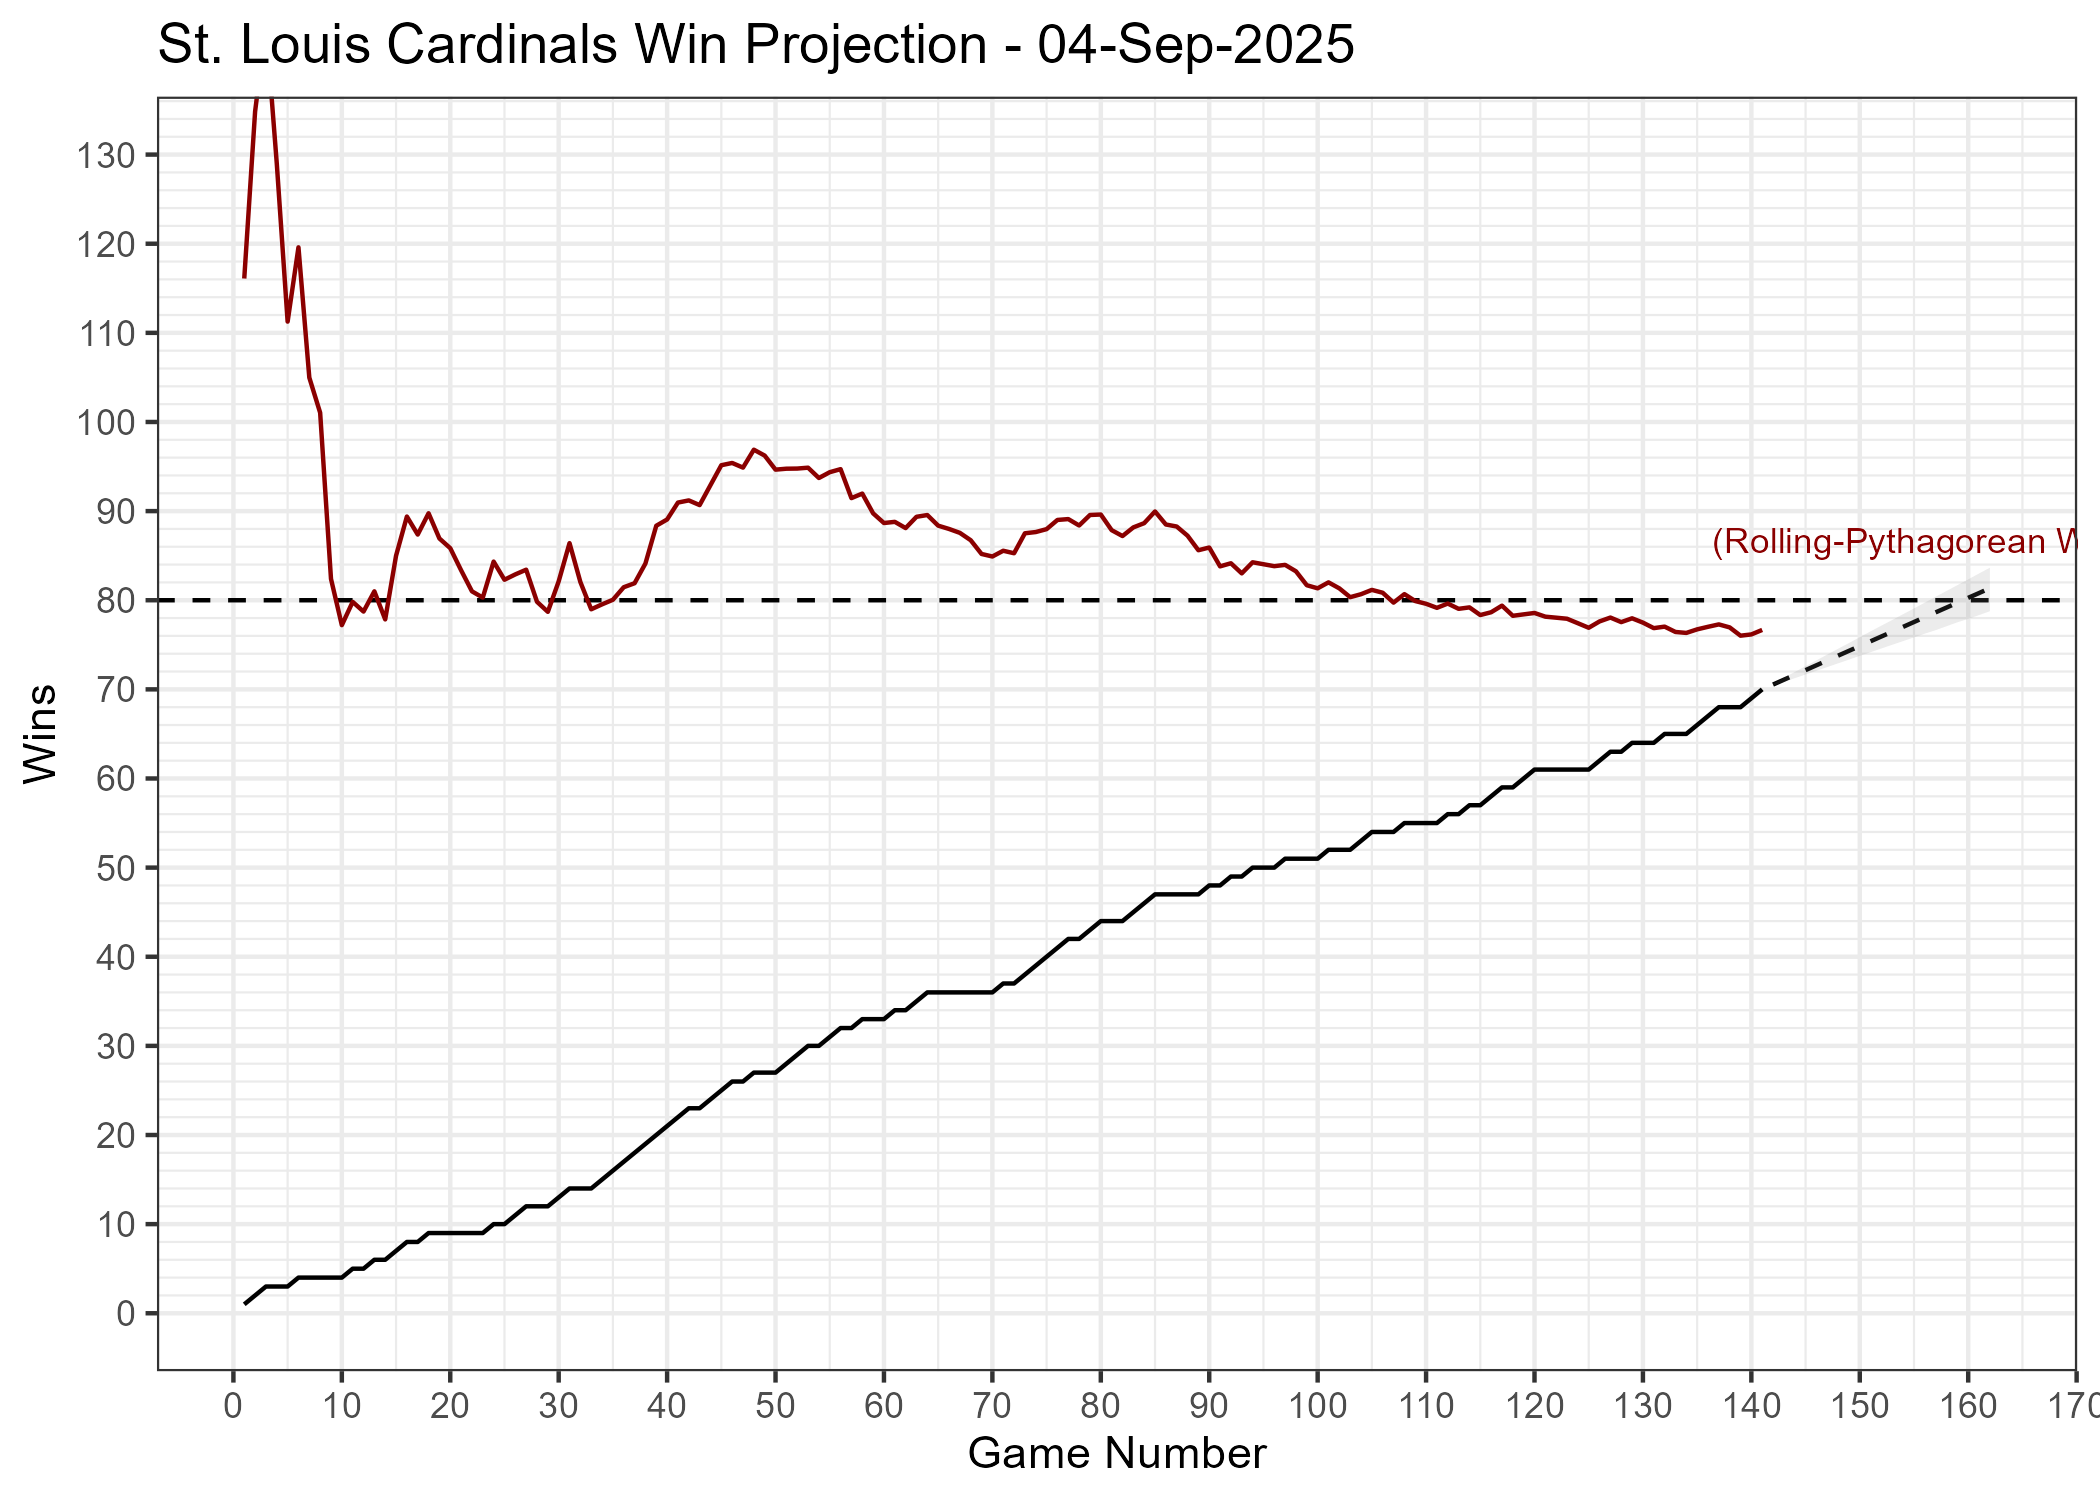 St. Louis Cardinals Win Projection - 04-Sep-2025
130
120
110
100
90
80
70
60
50
40
30
20
10
0
Wins
(Rolling-Pythagorean W
0 10 20 30 40 50 60 70 80 90 100 110 120 130 140 150 160 170
Game Number